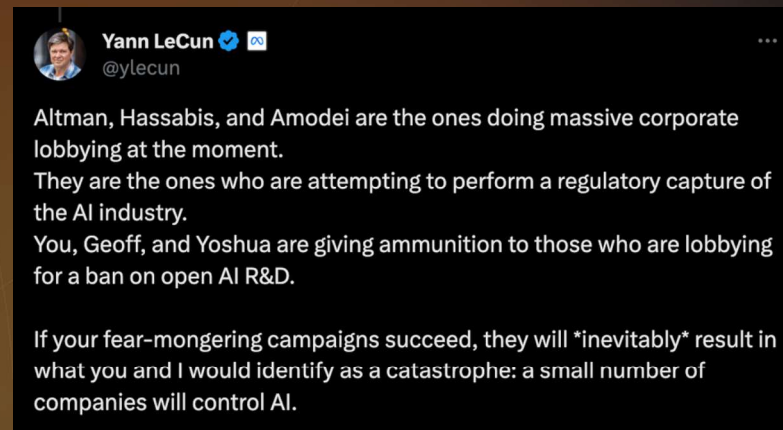 Yann LeCun
@ylecun
Altman, Hassabis, and Amodei are the ones doing massive corporate
lobbying at the moment.
They are the ones who are attempting to perform a regulatory capture of
the AI industry.
You, Geoff, and Yoshua are giving ammunition to those who are lobbying
for a ban on open AI R&D.
If your fear-mongering campaigns succeed, they will *inevitably* result in
what you and I would identify as a catastrophe: a small number of
companies will control AI.